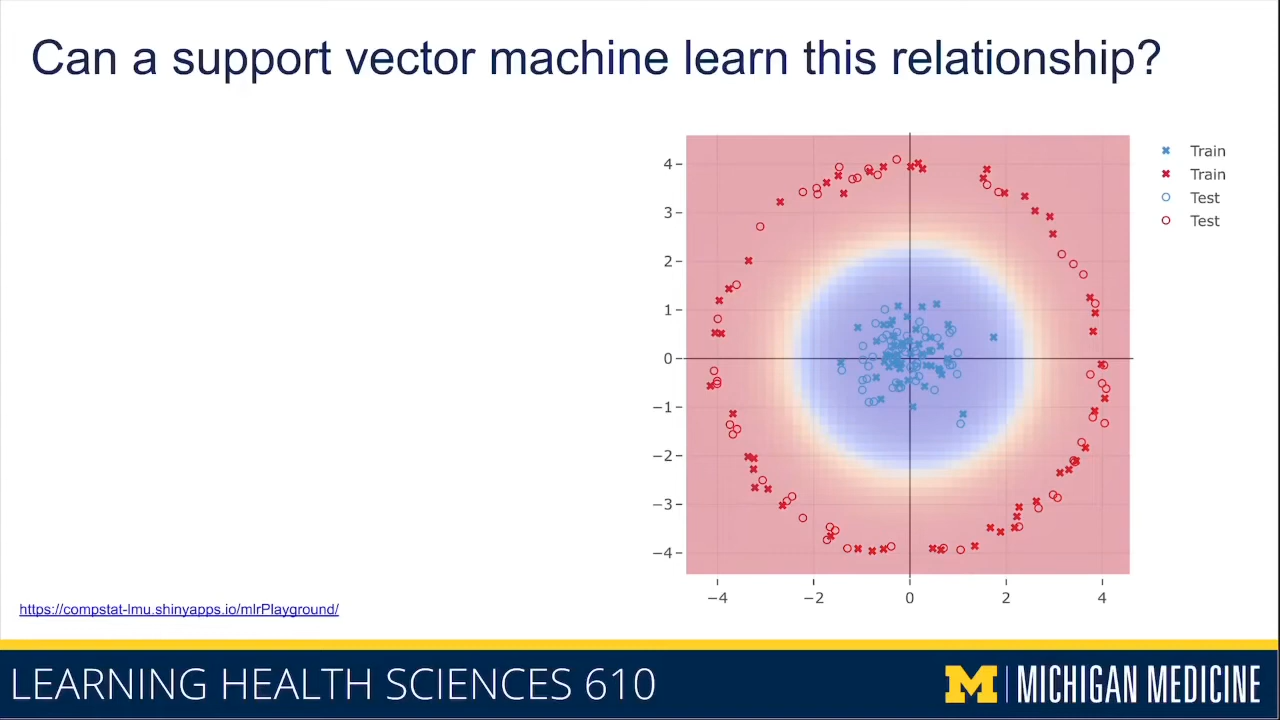 Can a support vector machine learn this relationship?
Train
Train
Test
Test
4
3
2
1
0
−1
−2
−3
−4
−4
−2
0
2
4
https://compstat-lmu.shinyapps.io/mlrPlayground/
LEARNING HEALTH SCIENCES 610
M | MICHIGAN MEDICINE